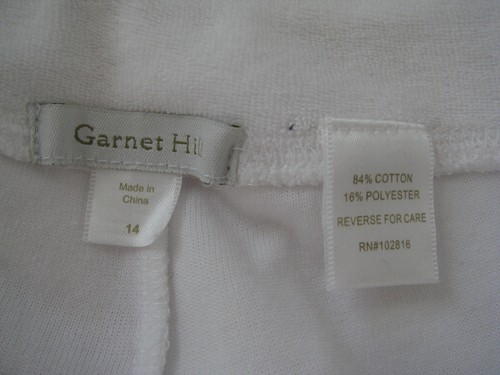 Garnet Hill
Made in
China
14
84% COTTON
16% POLYESTER
REVERSE FOR CARE
RN#102816